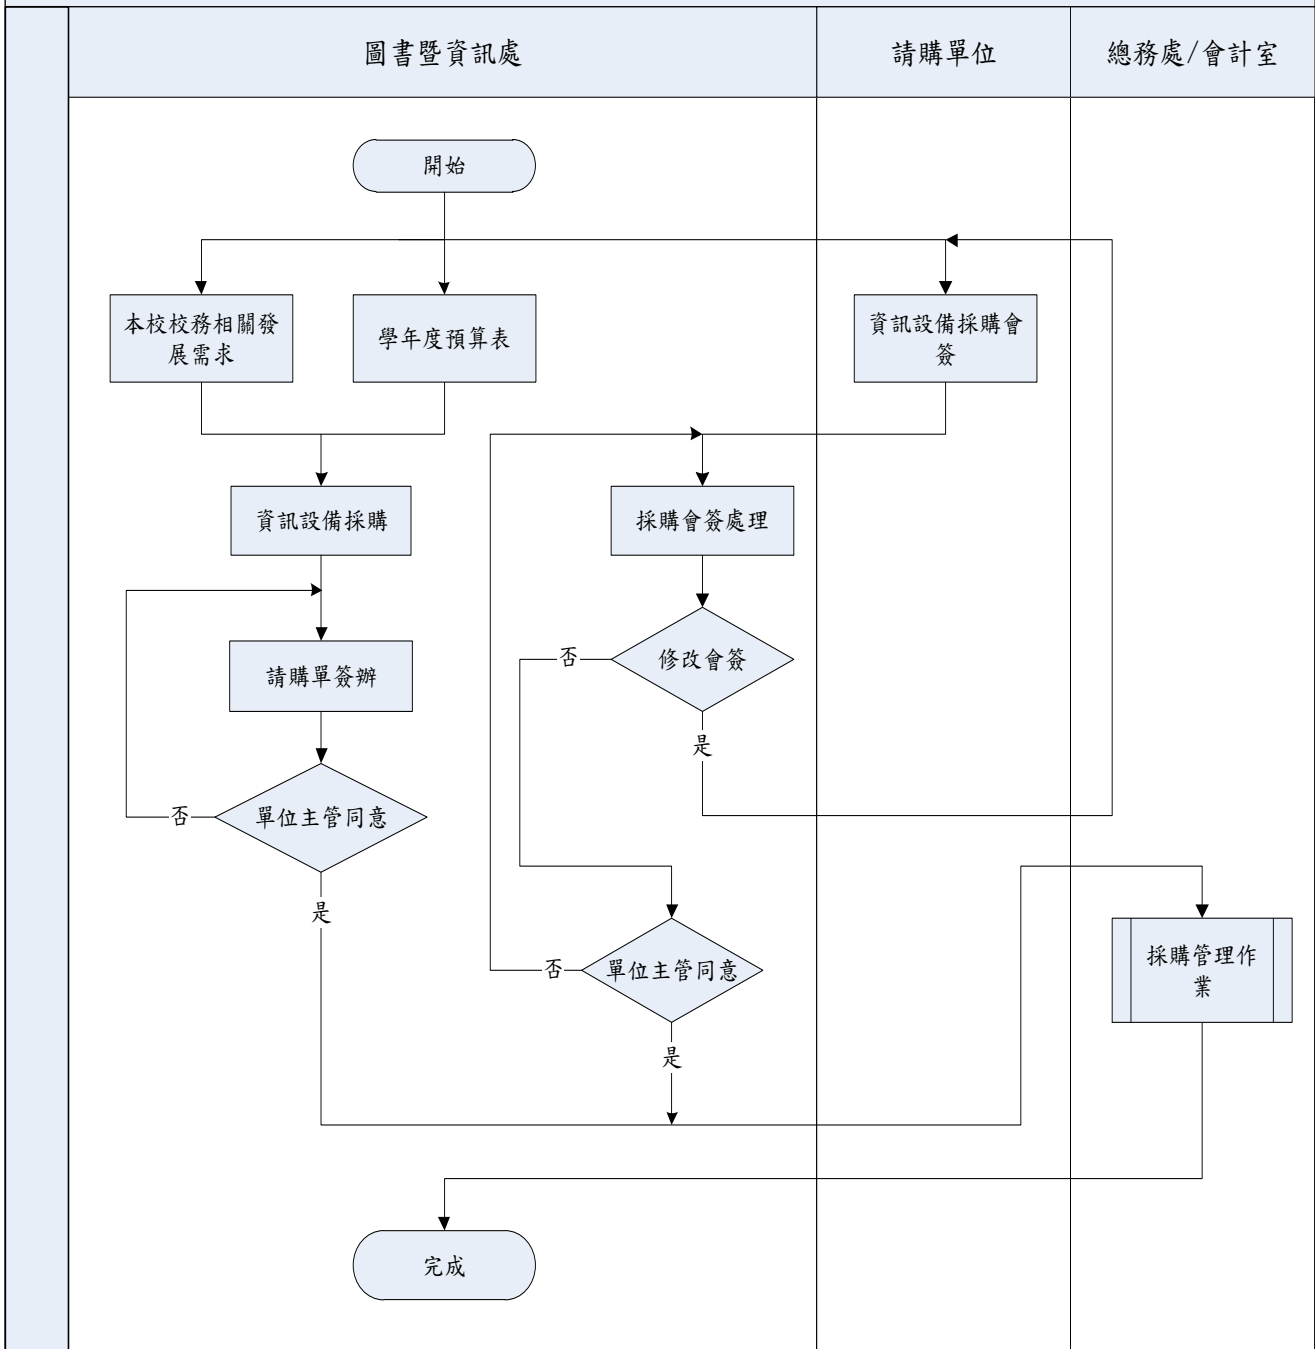 圖書暨資訊處
請購單位
總務處/會計室
開始
本校校務相關發
展需求
學年度預算表
資訊設備採購會
簽
資訊設備採購
採購會簽處理
請購單簽辦
修改會簽
否
是
單位主管同意
否
是
單位主管同意
否
是
採購管理作
業
完成